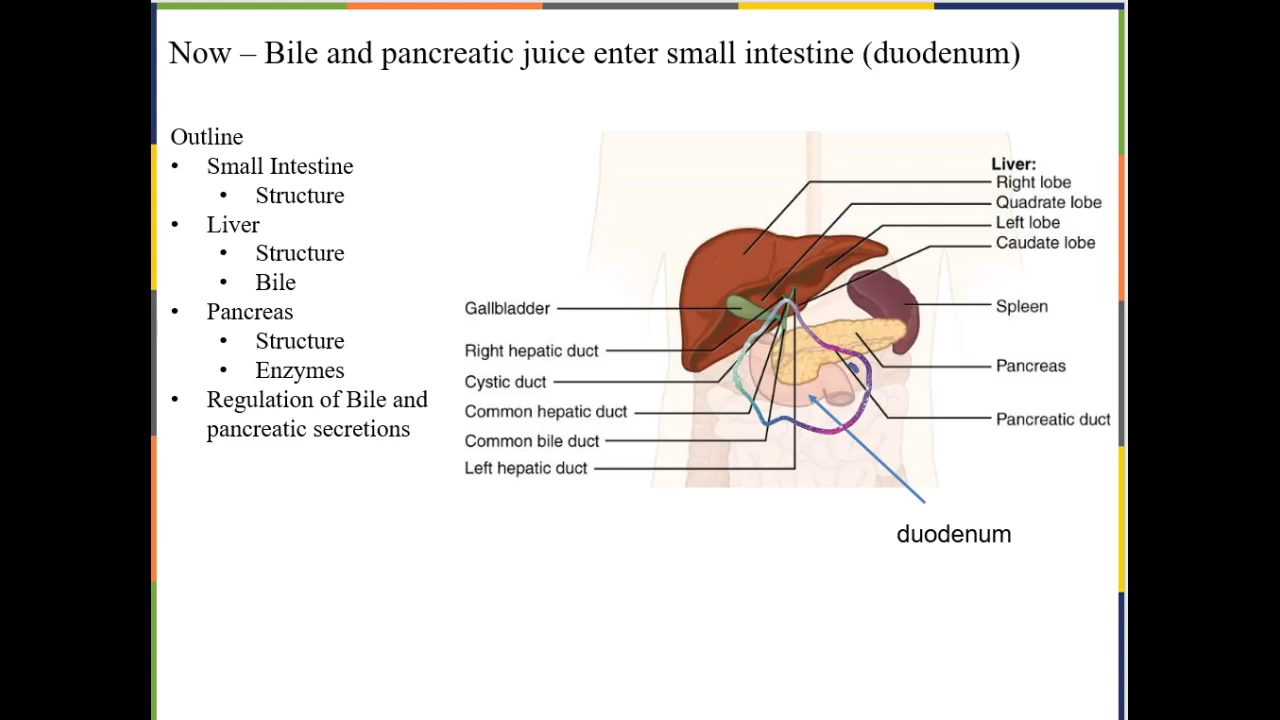 Now – Bile and pancreatic juice enter small intestine (duodenum)
Outline
• Small Intestine
• Structure
• Liver
• Structure
• Bile
• Pancreas
• Structure
• Enzymes
• Regulation of Bile and
pancreatic secretions
Liver:
Right lobe
Quadrate lobe
Left lobe
Caudate lobe
Gallbladder
Spleen
Right hepatic duct
Pancreas
Cystic duct
Common hepatic duct
Pancreatic duct
Common bile duct
Left hepatic duct
duodenum